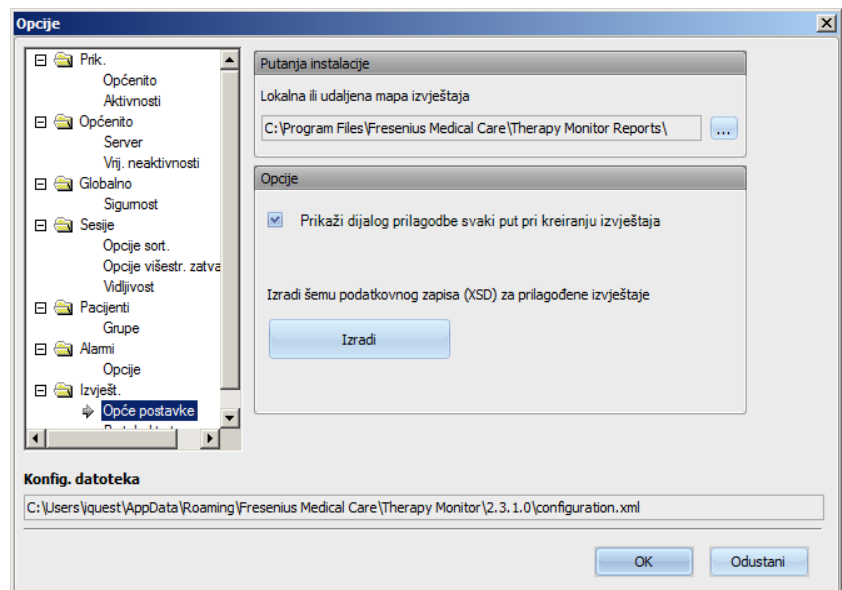 Opcije
Prik.
Općenito
Aktivnosti
Općenito
Server
Vrij. neaktivnosti
Globalno
Sigurnost
Sesije
Opcije sort.
Opcije višestr. zatva
Vidljivost
Pacijenti
Grupe
Alarmi
Opcije
Izvješt.
Opće postavke
Putanja instalacije
Lokalna ili udaljena mapa izvještaja
C:\Program Files\Fresenius Medical Care\Therapy Monitor Reports\
...
Opcije
Prikaži dijalog prilagodbe svaki put pri kreiranju izvještaja
Izradi šemu podatkovnog zapisa (XSD) za prilagođene izvještaje
Izradi
Konfig. datoteka
C:\Users\iquest\AppData\Roaming\Fresenius Medical Care\Therapy Monitor\2.3.1.0\configuration.xml
OK
Odustani